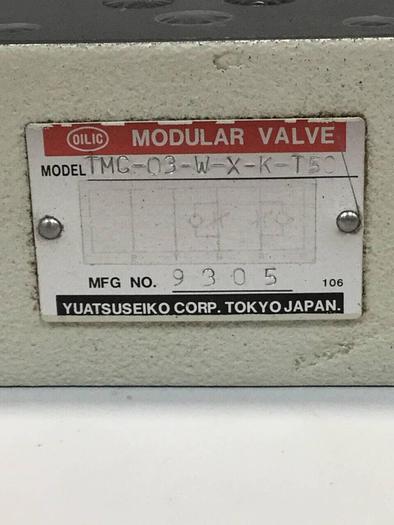 OILIC MODULAR VALVE
MODEL TMC-03-W-X-K-T50
MFG NO. 9305 106
YUATSUSEIKO CORP. TOKYO JAPAN.